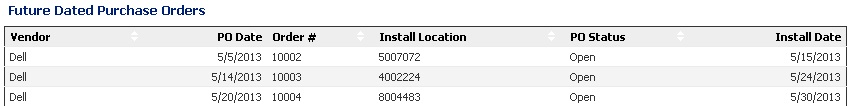 Future Dated Purchase Orders
Vendor PO Date Order # Install Location PO Status Install Date
Dell 5/5/2013 10002 5007072 Open 5/15/2013
Dell 5/14/2013 10003 4002224 Open 5/24/2013
Dell 5/20/2013 10004 8004483 Open 5/30/2013